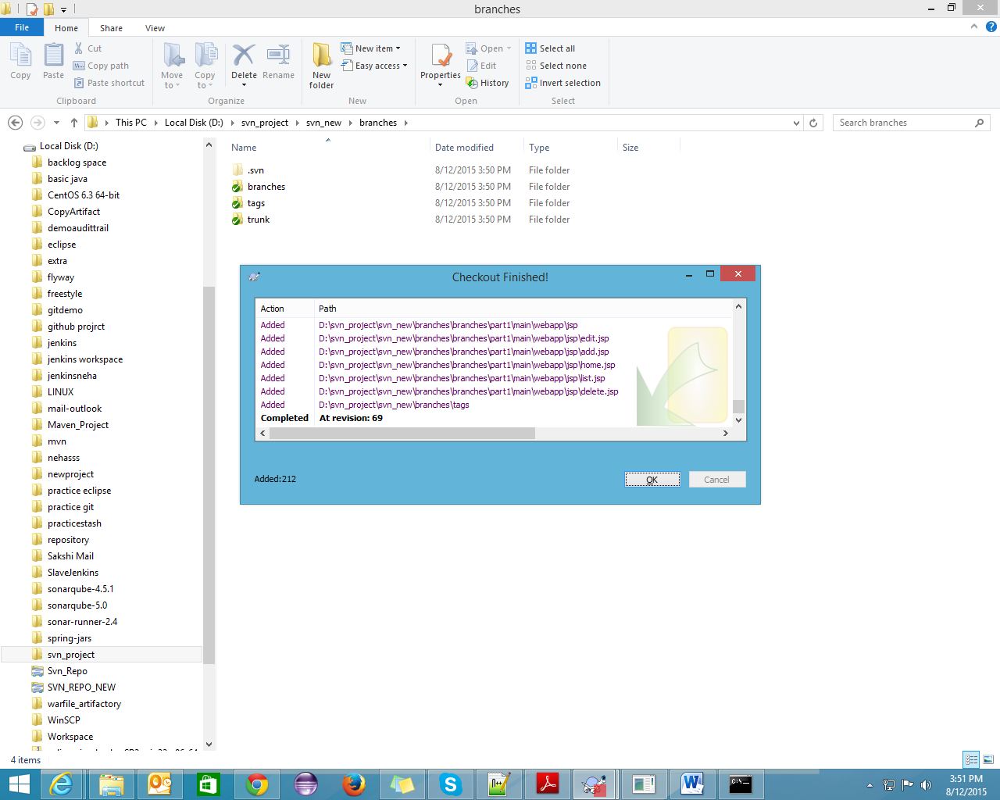 branches
File Home Share View
Copy
Paste
Cut
Copy path
Paste shortcut
Clipboard
Move to
Copy to
Delete
Rename
Organize
New folder
New item
Easy access
New
Properties
Open
Edit
History
Open
Select all
Select none
Invert selection
Select
This PC Local Disk (D:) svn_project svn_new branches
Search branches
Local Disk (D:)
backlog space
basic java
CentOS 6.3 64-bit
CopyArtifact
demoaudittrail
eclipse
extra
flyway
freestyle
gitdemo
github projrct
jenkins
jenkins workspace
jenkinsneha
LINUX
mail-outlook
Maven_Project
mvn
nehasss
newproject
practice eclipse
practice git
practicestash
repository
Sakshi Mail
SlaveJenkins
sonarqube-4.5.1
sonarqube-5.0
sonar-runner-2.4
spring-jars
svn_project
Svn_Repo
SVN_REPO_NEW
warfile_artifactory
WinSCP
Workspace
Name Date modified Type Size
.svn 8/12/2015 3:50 PM File folder
branches 8/12/2015 3:50 PM File folder
tags 8/12/2015 3:50 PM File folder
trunk 8/12/2015 3:50 PM File folder
Checkout Finished!
Action Path
Added D:\svn_project\svn_new\branches\branches\part1\main\webapp\jsp
Added D:\svn_project\svn_new\branches\branches\part1\main\webapp\jsp\edit.jsp
Added D:\svn_project\svn_new\branches\branches\part1\main\webapp\jsp\add.jsp
Added D:\svn_project\svn_new\branches\branches\part1\main\webapp\jsp\home.jsp
Added D:\svn_project\svn_new\branches\branches\part1\main\webapp\jsp\list.jsp
Added D:\svn_project\svn_new\branches\branches\part1\main\webapp\jsp\delete.jsp
Added D:\svn_project\svn_new\branches\tags
Completed At revision: 69
Added:212
OK Cancel
4 items
3:51 PM
8/12/2015